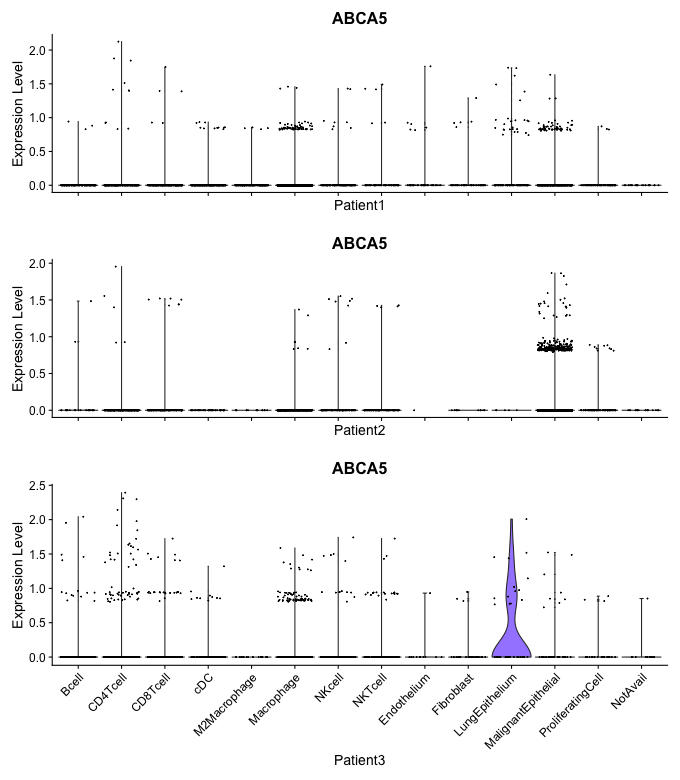 ABCA5
Expression Level
2.0
1.5
1.0
0.5
0.0
Patient1
ABCA5
Expression Level
2.0
1.5
1.0
0.5
0.0
Patient2
ABCA5
Expression Level
2.5
2.0
1.5
1.0
0.5
0.0
Bcell
CD4Tcell
CD8Tcell
cDC
M2Macrophage
Macrophage
NKcell
NKTcell
Endothelium
Fibroblast
LungEpithelium
MalignantEpithelial
ProliferatingCell
NotAvail
Patient3